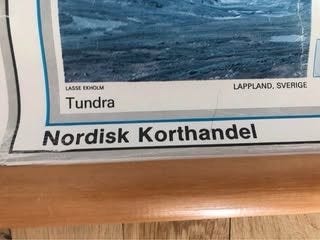 LASSE EKHOLM LAPPLAND, SVERIGE
Tundra
Nordisk Korthandel